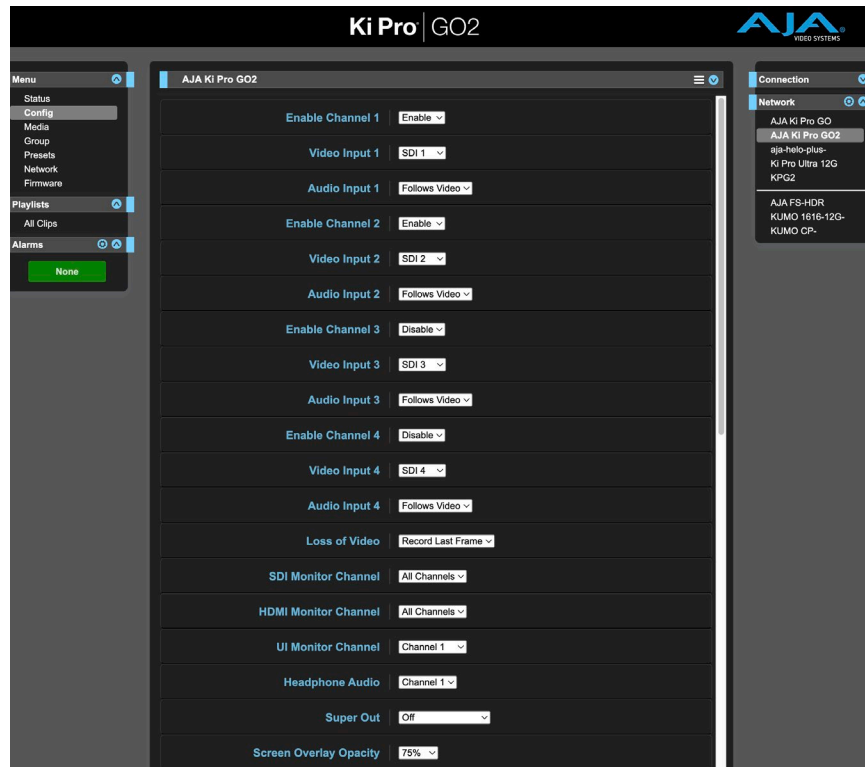 Ki Pro GO2
AJA
VIDEO SYSTEMS
Menu
Status
Config
Media
Group
Presets
Network
Firmware
Playlists
All Clips
Alarms
None
AJA Ki Pro GO2
Enable Channel 1 Enable
Video Input 1 SDI 1
Audio Input 1 Follows Video
Enable Channel 2 Enable
Video Input 2 SDI 2
Audio Input 2 Follows Video
Enable Channel 3 Disable
Video Input 3 SDI 3
Audio Input 3 Follows Video
Enable Channel 4 Disable
Video Input 4 SDI 4
Audio Input 4 Follows Video
Loss of Video Record Last Frame
SDI Monitor Channel All Channels
HDMI Monitor Channel All Channels
UI Monitor Channel Channel 1
Headphone Audio Channel 1
Super Out Off
Screen Overlay Opacity 75%
Connection
Network
AJA Ki Pro GO
AJA Ki Pro GO2
aja-helo-plus-
Ki Pro Ultra 12G
KPG2
AJA FS-HDR
KUMO 1616-12G-
KUMO CP-